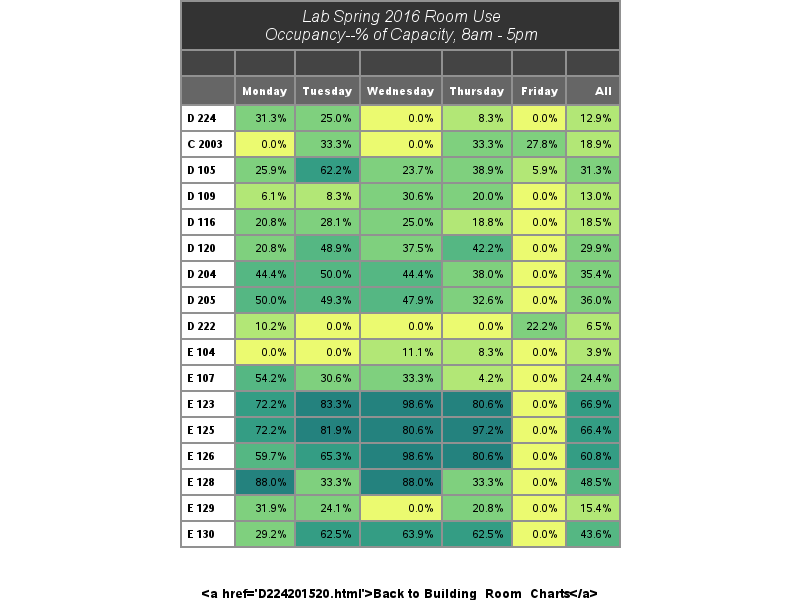 Lab Spring 2016 Room Use
Occupancy--% of Capacity, 8am - 5pm
Monday Tuesday Wednesday Thursday Friday All
D 224 31.3% 25.0% 0.0% 8.3% 0.0% 12.9%
C 2003 0.0% 33.3% 0.0% 33.3% 27.8% 18.9%
D 105 25.9% 62.2% 23.7% 38.9% 5.9% 31.3%
D 109 6.1% 8.3% 30.6% 20.0% 0.0% 13.0%
D 116 20.8% 28.1% 25.0% 18.8% 0.0% 18.5%
D 120 20.8% 48.9% 37.5% 42.2% 0.0% 29.9%
D 204 44.4% 50.0% 44.4% 38.0% 0.0% 35.4%
D 205 50.0% 49.3% 47.9% 32.6% 0.0% 36.0%
D 222 10.2% 0.0% 0.0% 0.0% 22.2% 6.5%
E 104 0.0% 0.0% 11.1% 8.3% 0.0% 3.9%
E 107 54.2% 30.6% 33.3% 4.2% 0.0% 24.4%
E 123 72.2% 83.3% 98.6% 80.6% 0.0% 66.9%
E 125 72.2% 81.9% 80.6% 97.2% 0.0% 66.4%
E 126 59.7% 65.3% 98.6% 80.6% 0.0% 60.8%
E 128 88.0% 33.3% 88.0% 33.3% 0.0% 48.5%
E 129 31.9% 24.1% 0.0% 20.8% 0.0% 15.4%
E 130 29.2% 62.5% 63.9% 62.5% 0.0% 43.6%
<a href='D224201520.html'>Back to Building_Room_Charts</a>